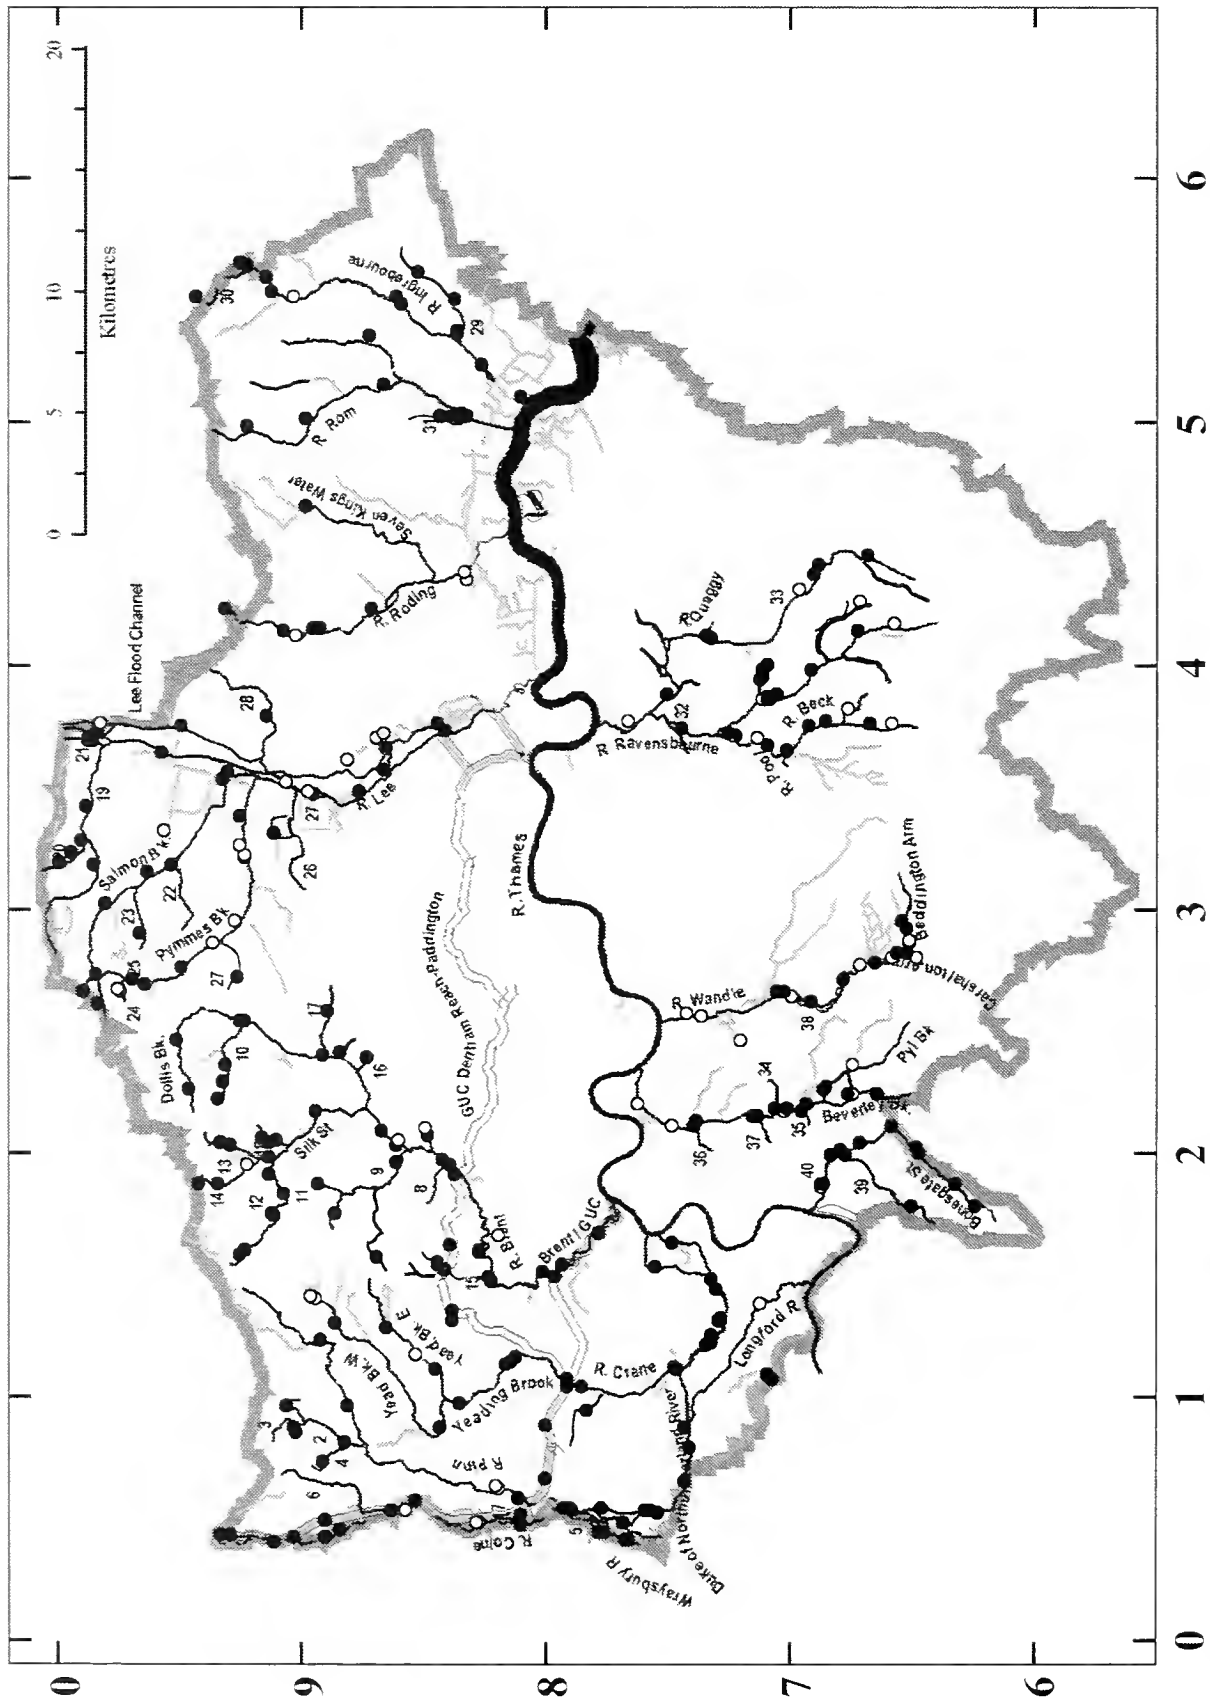 20
10
5
0
Kilometres
Lee Flood Channel
30
R Ingrebourne
29
R. Rom
31
Seven Kings Water
R. Roding
28
21
19
20
Salmon Bk.
22
23
Pymmes Bk
25
24
27
26
27
R. Lee
Dollis Bk.
10
17
16
Silk St
13
14
12
11
9
8
GUC Denham Reach-Paddington
R. Thames
R. Brent
15
Brent / GUC
Yead. Bk. W
Yead. Bk. E
Yeading Brook
3
2
4
6
R Pinn
7
R. Colne
5
Wraysbury R
Duke of Northumberland River
R. Crane
Longford R
R Quaggy
33
32
R Ravensbourne
R. Pool
R. Beck
R. Wandle
38
Beddington Arm
Carshalton Arm
34
Pyl Bk
Beverley Bk.
35
37
36
40
39
Bonesgate St
0
9
8
7
6
0
1
2
3
4
5
6